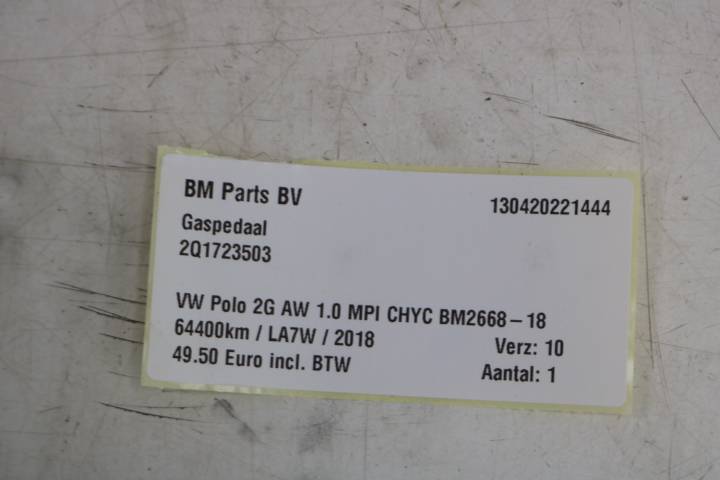 BM Parts BV 130420221444
Gaspedaal
2Q1723503
VW Polo 2G AW 1.0 MPI CHYC BM2668-18
64400km / LA7W / 2018 Verz: 10
49.50 Euro incl. BTW Aantal: 1